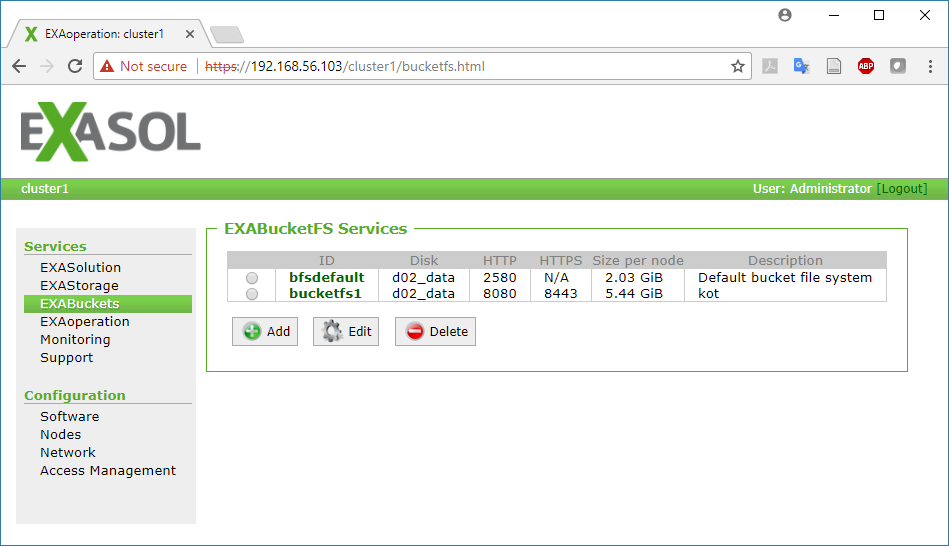 EXAoperation: cluster1
Not secure https://192.168.56.103/cluster1/bucketfs.html
ABP
EXASOL
cluster1 User: Administrator [Logout]
Services
EXASolution
EXAStorage
EXABuckets
EXAoperation
Monitoring
Support
Configuration
Software
Nodes
Network
Access Management
EXABucketFS Services
ID Disk HTTP HTTPS Size per node Description
bfsdefault d02_data 2580 N/A 2.03 GiB Default bucket file system
bucketfs1 d02_data 8080 8443 5.44 GiB kot
Add Edit Delete